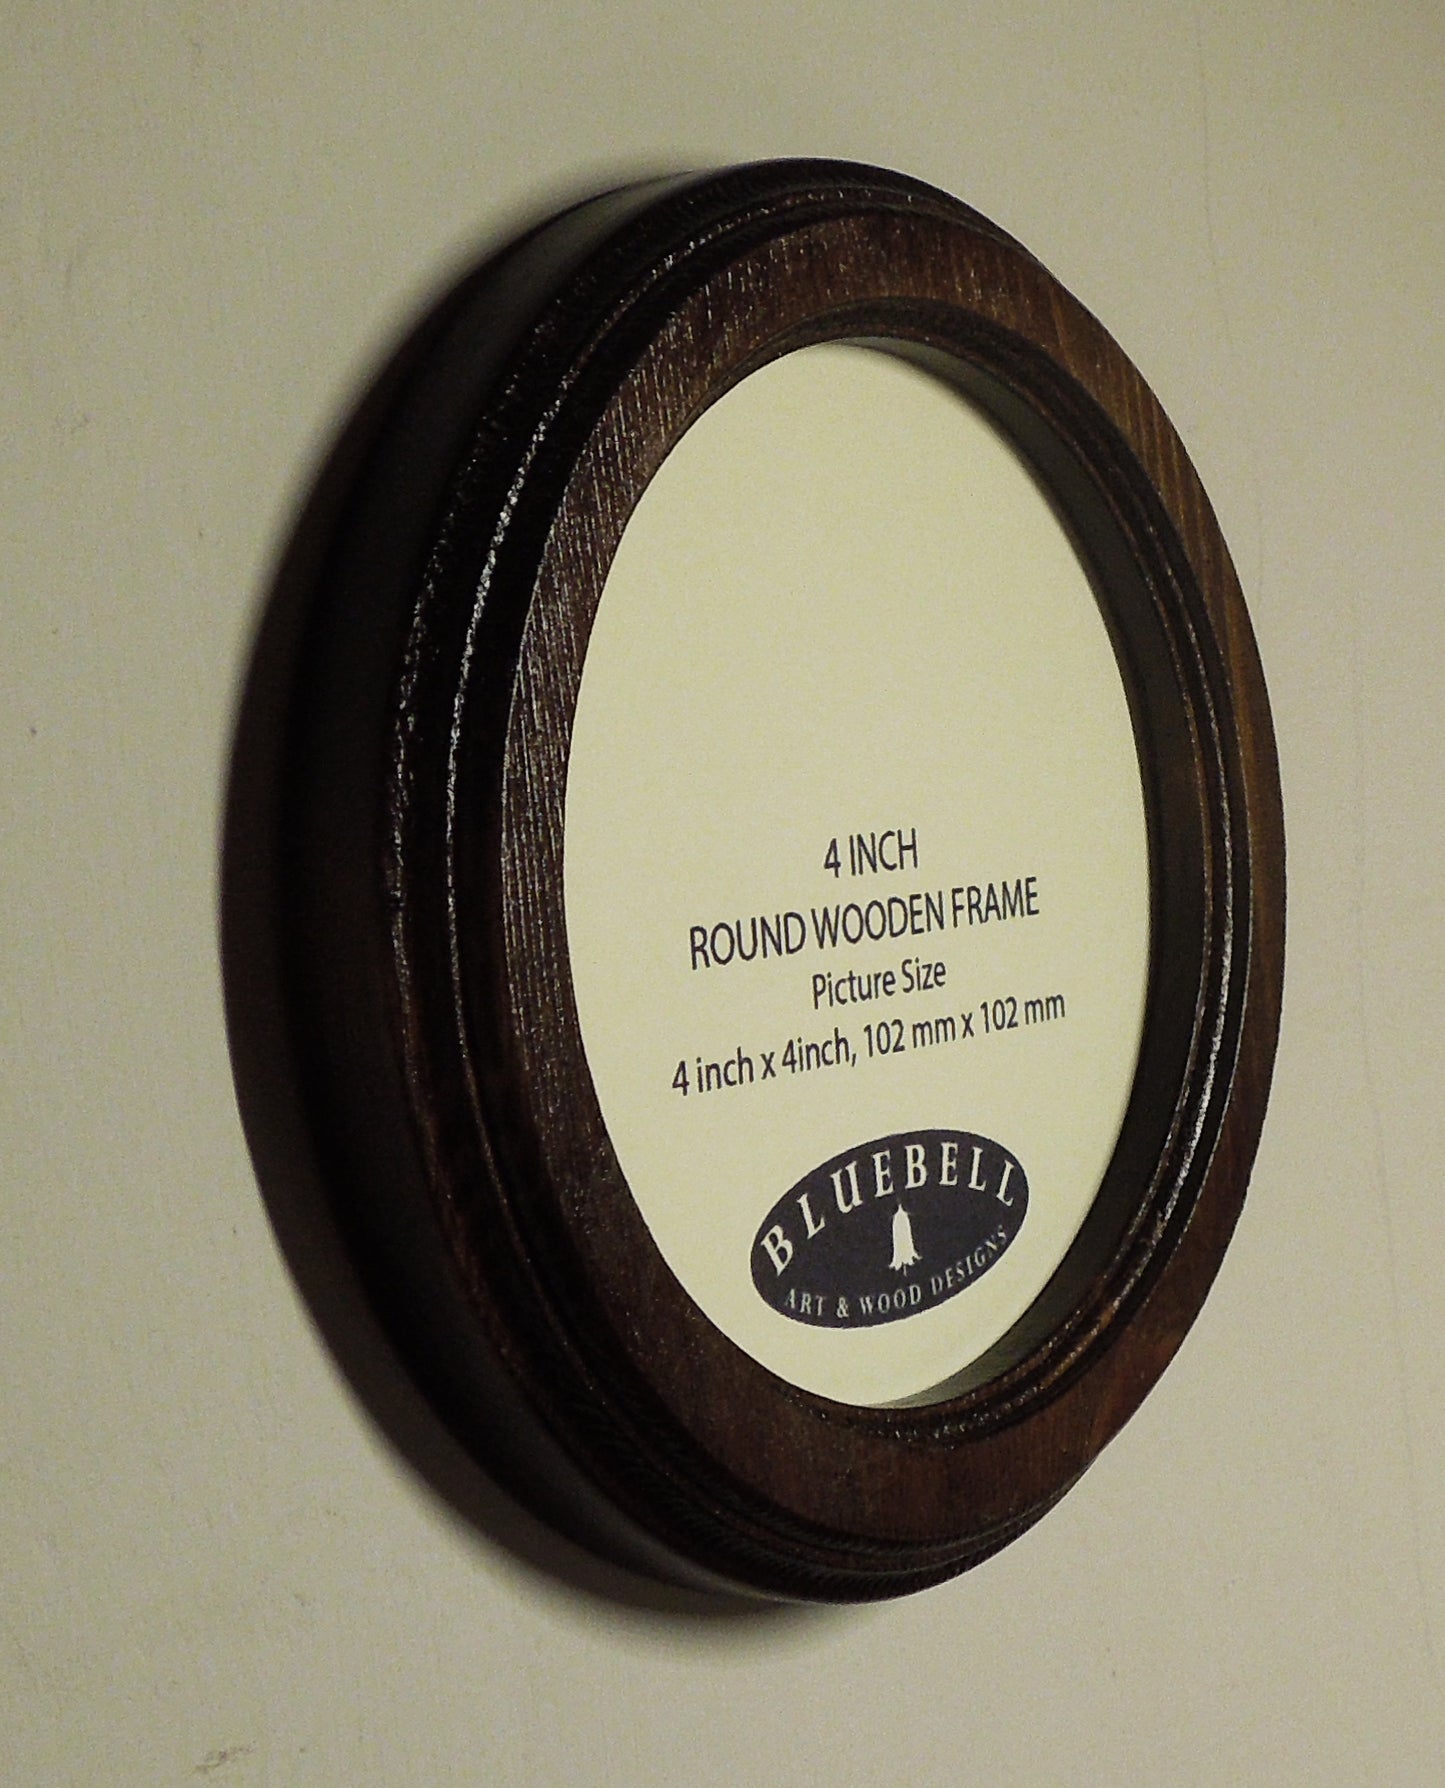 4 INCH
ROUND WOODEN FRAME
Picture Size
4 inch x 4inch, 102 mm x 102 mm
BLUEBELL
ART & WOOD DESIGNS